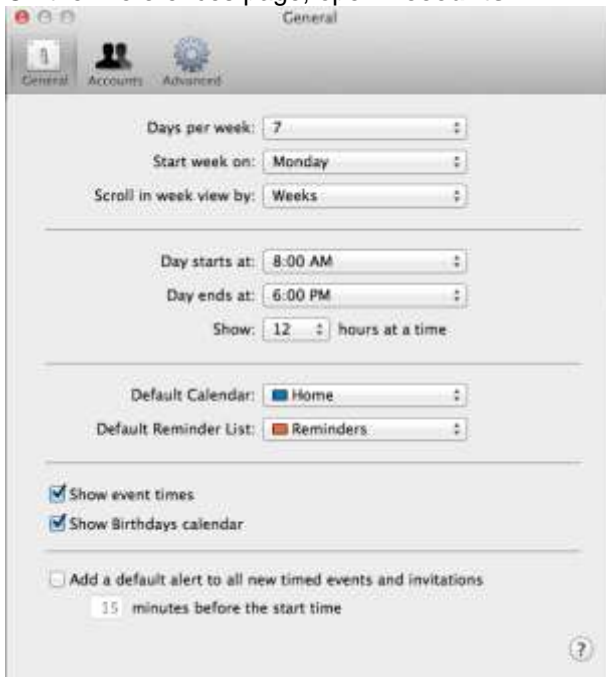 General
General Accounts Advanced
Days per week: 7
Start week on: Monday
Scroll in week view by: Weeks
Day starts at: 8:00 AM
Day ends at: 6:00 PM
Show: 12 hours at a time
Default Calendar: Home
Default Reminder List: Reminders
Show event times
Show Birthdays calendar
Add a default alert to all new timed events and invitations
15 minutes before the start time
?